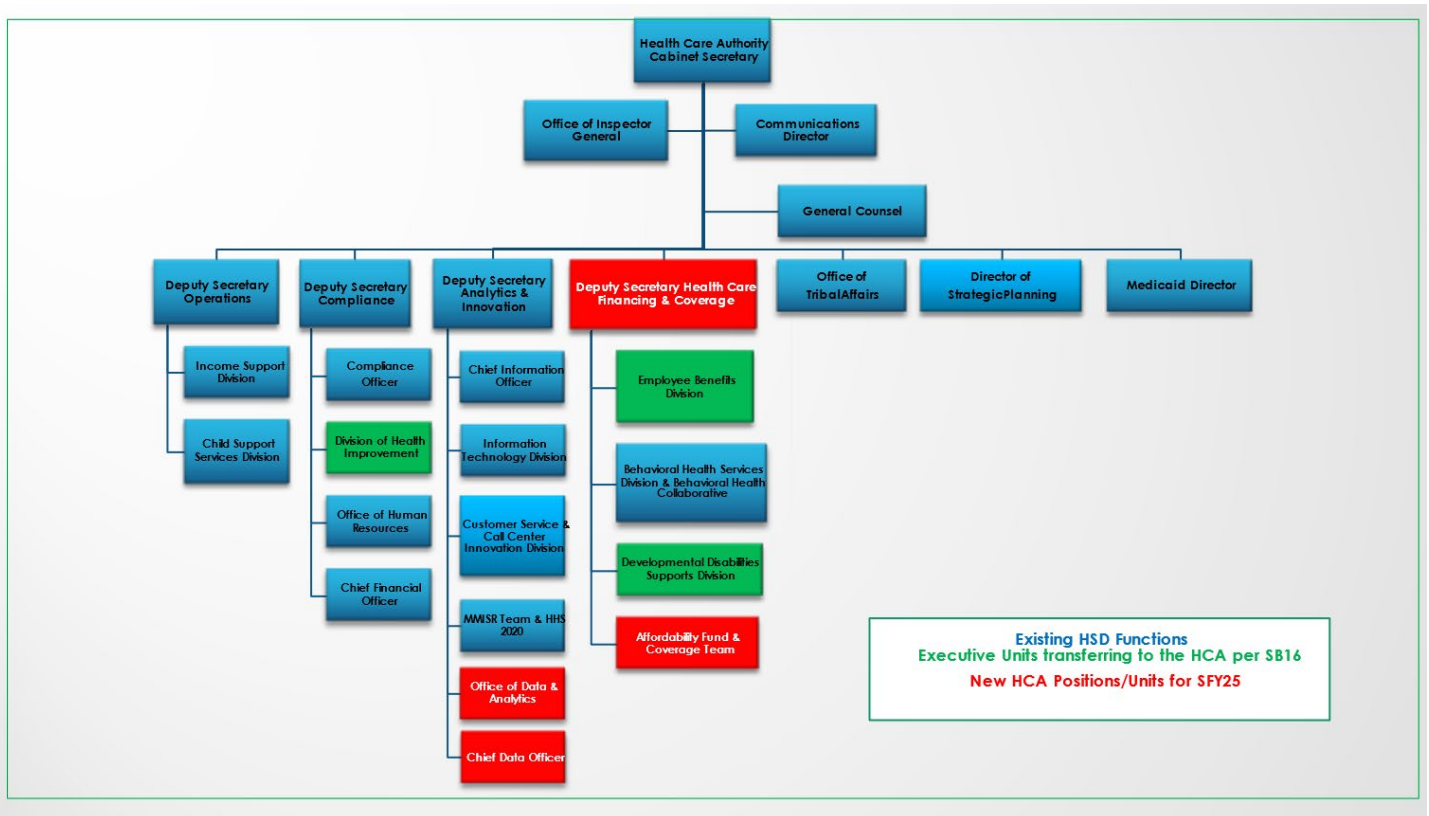 Health Care Authority
Cabinet Secretary
Office of Inspector
General
Communications
Director
General Counsel
Deputy Secretary
Operations
Deputy Secretary
Compliance
Deputy Secretary
Analytics &
Innovation
Deputy Secretary Health Care
Financing & Coverage
Office of
TribalAffairs
Director of
StrategicPlanning
Medicaid Director
Income Support
Division
Child Support
Services Division
Compliance
Officer
Division of Health
Improvement
Office of Human
Resources
Chief Financial
Officer
Chief Information
Officer
Information
Technology Division
Customer Service &
Call Center
Innovation Division
MMISR Team & HHS
2020
Office of Data &
Analytics
Chief Data Officer
Employee Benefits
Division
Behavioral Health Services
Division & Behavioral Health
Collaborative
Developmental Disabilities
Supports Division
Affordability Fund &
Coverage Team
Existing HSD Functions
Executive Units transferring to the HCA per SB16
New HCA Positions/Units for SFY25